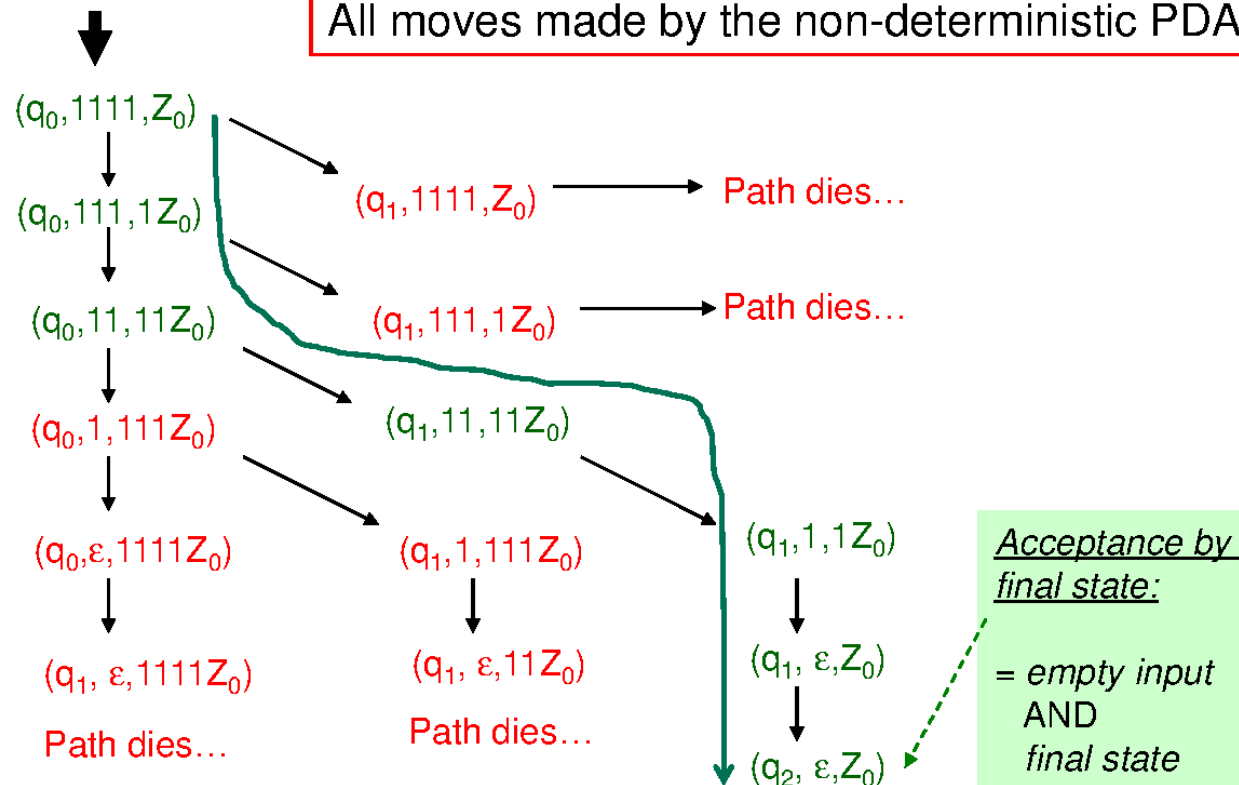 All moves made by the non-deterministic PDA
(q₀,1111,Z₀)
(q₁,1111,Z₀) Path dies…
(q₀,111,1Z₀)
(q₁,111,1Z₀) Path dies…
(q₀,11,11Z₀)
(q₁,11,11Z₀)
(q₀,1,111Z₀)
(q₀,ε,1111Z₀) (q₁,1,111Z₀) (q₁,1,1Z₀)
(q₁, ε,1111Z₀) (q₁, ε,11Z₀) (q₁, ε,Z₀)
Path dies… Path dies…
(q₂, ε,Z₀)
Acceptance by
final state:
= empty input
AND
final state